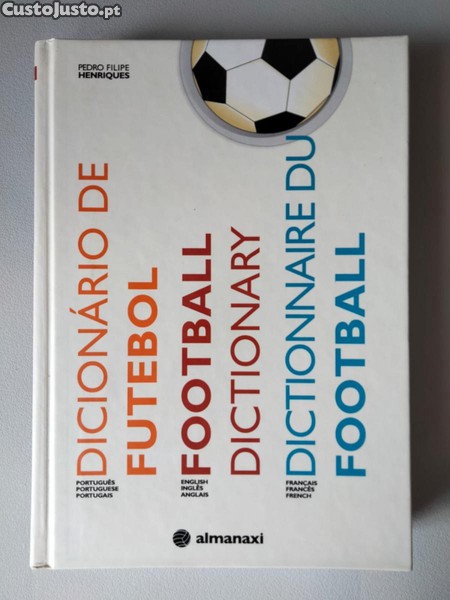 CustoJusto.pt
PEDRO FILIPE
HENRIQUES
DICIONÁRIO DE
FUTEBOL
PORTUGUÊS
PORTUGUESE
PORTUGAIS
FOOTBALL
DICTIONARY
ENGLISH
INGLÊS
ANGLAIS
DICTIONNAIRE DU
FOOTBALL
FRANÇAIS
FRANCÊS
FRENCH
almanaxi